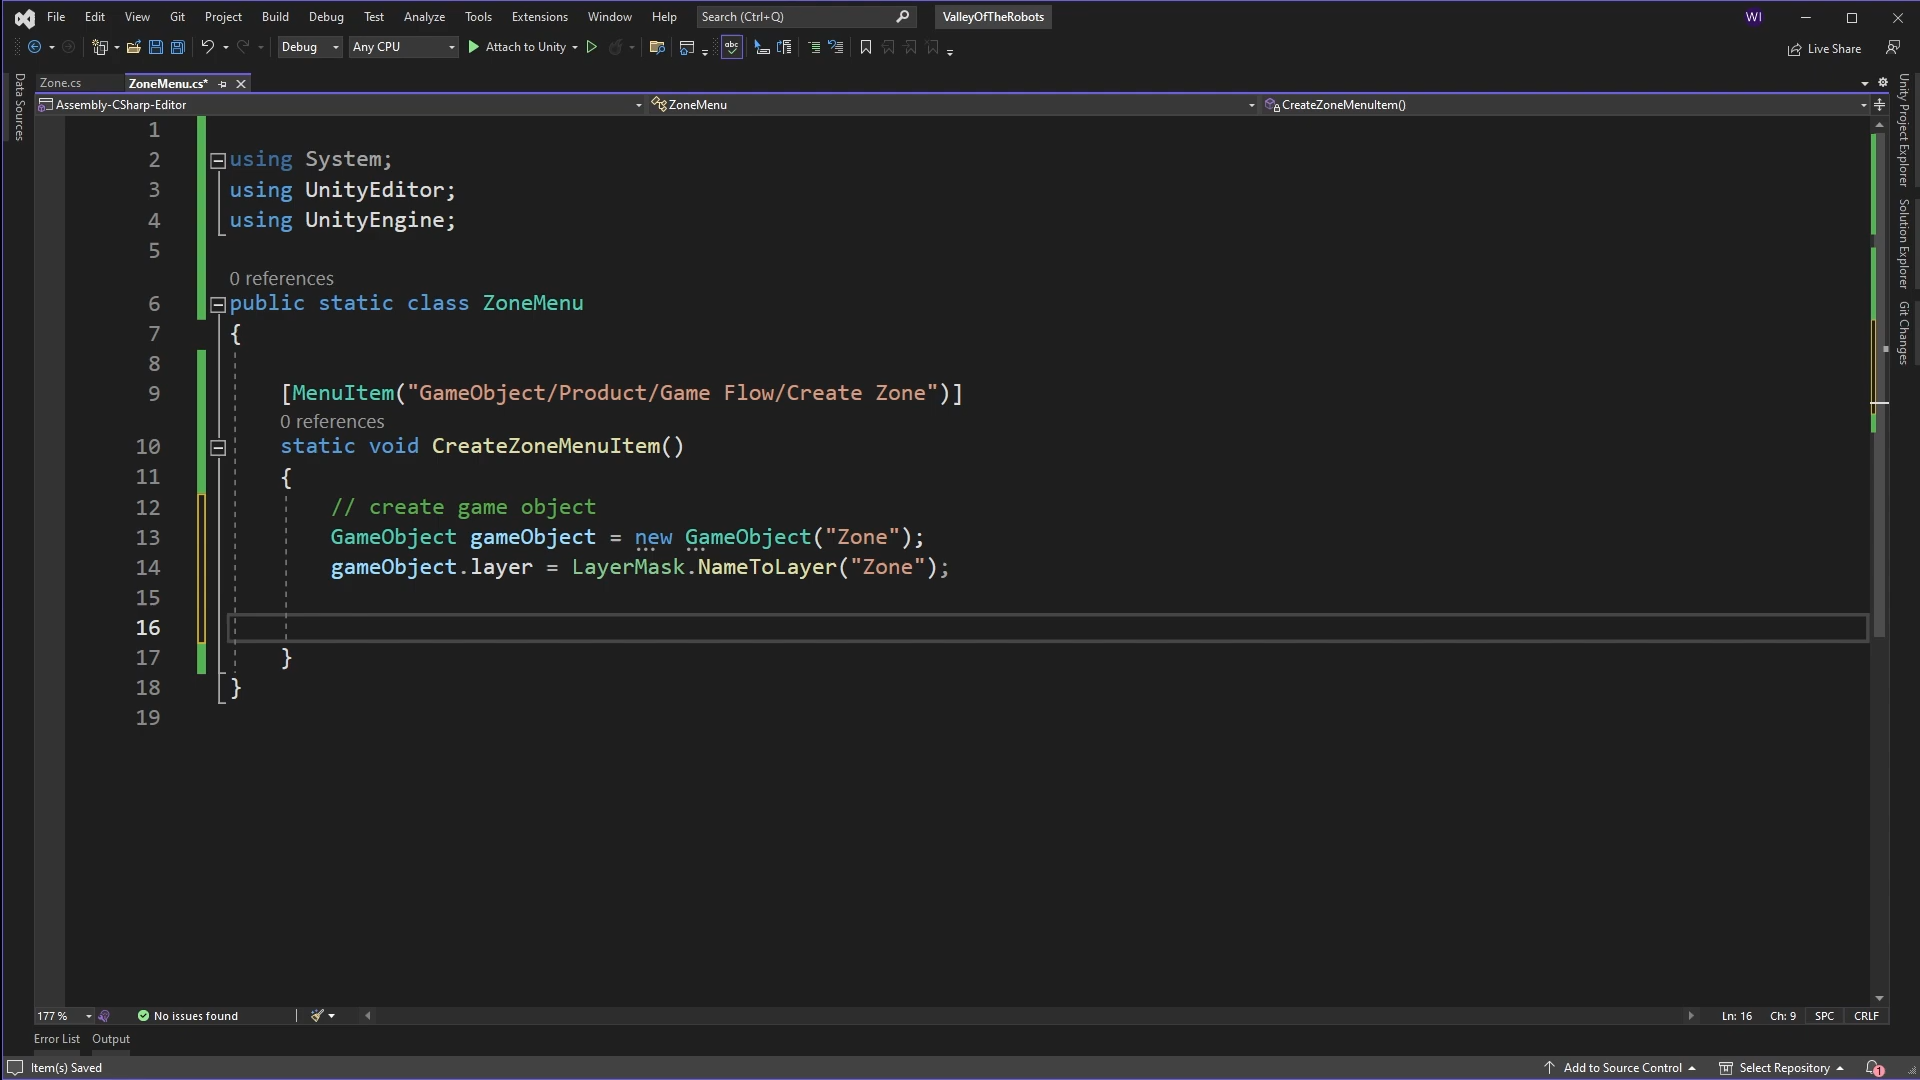 File Edit View Git Project Build Debug Test Analyze Tools Extensions Window Help Search (Ctrl+Q) ValleyOfTheRobots WI
Debug Any CPU Attach to Unity Live Share
Zone.cs ZoneMenu.cs*
Assembly-CSharp-Editor ZoneMenu CreateZoneMenuItem()
Data Sources
Unity Project Explorer
Solution Explorer
Git Changes
1
2 using System;
3 using UnityEditor;
4 using UnityEngine;
5
0 references
6 public static class ZoneMenu
7 {
8
9 [MenuItem("GameObject/Product/Game Flow/Create Zone")]
0 references
10 static void CreateZoneMenuItem()
11 {
12 // create game object
13 GameObject gameObject = new GameObject("Zone");
14 gameObject.layer = LayerMask.NameToLayer("Zone");
15
16
17 }
18 }
19
177 % No issues found Ln: 16 Ch: 9 SPC CRLF
Error List Output
Item(s) Saved Add to Source Control Select Repository 1